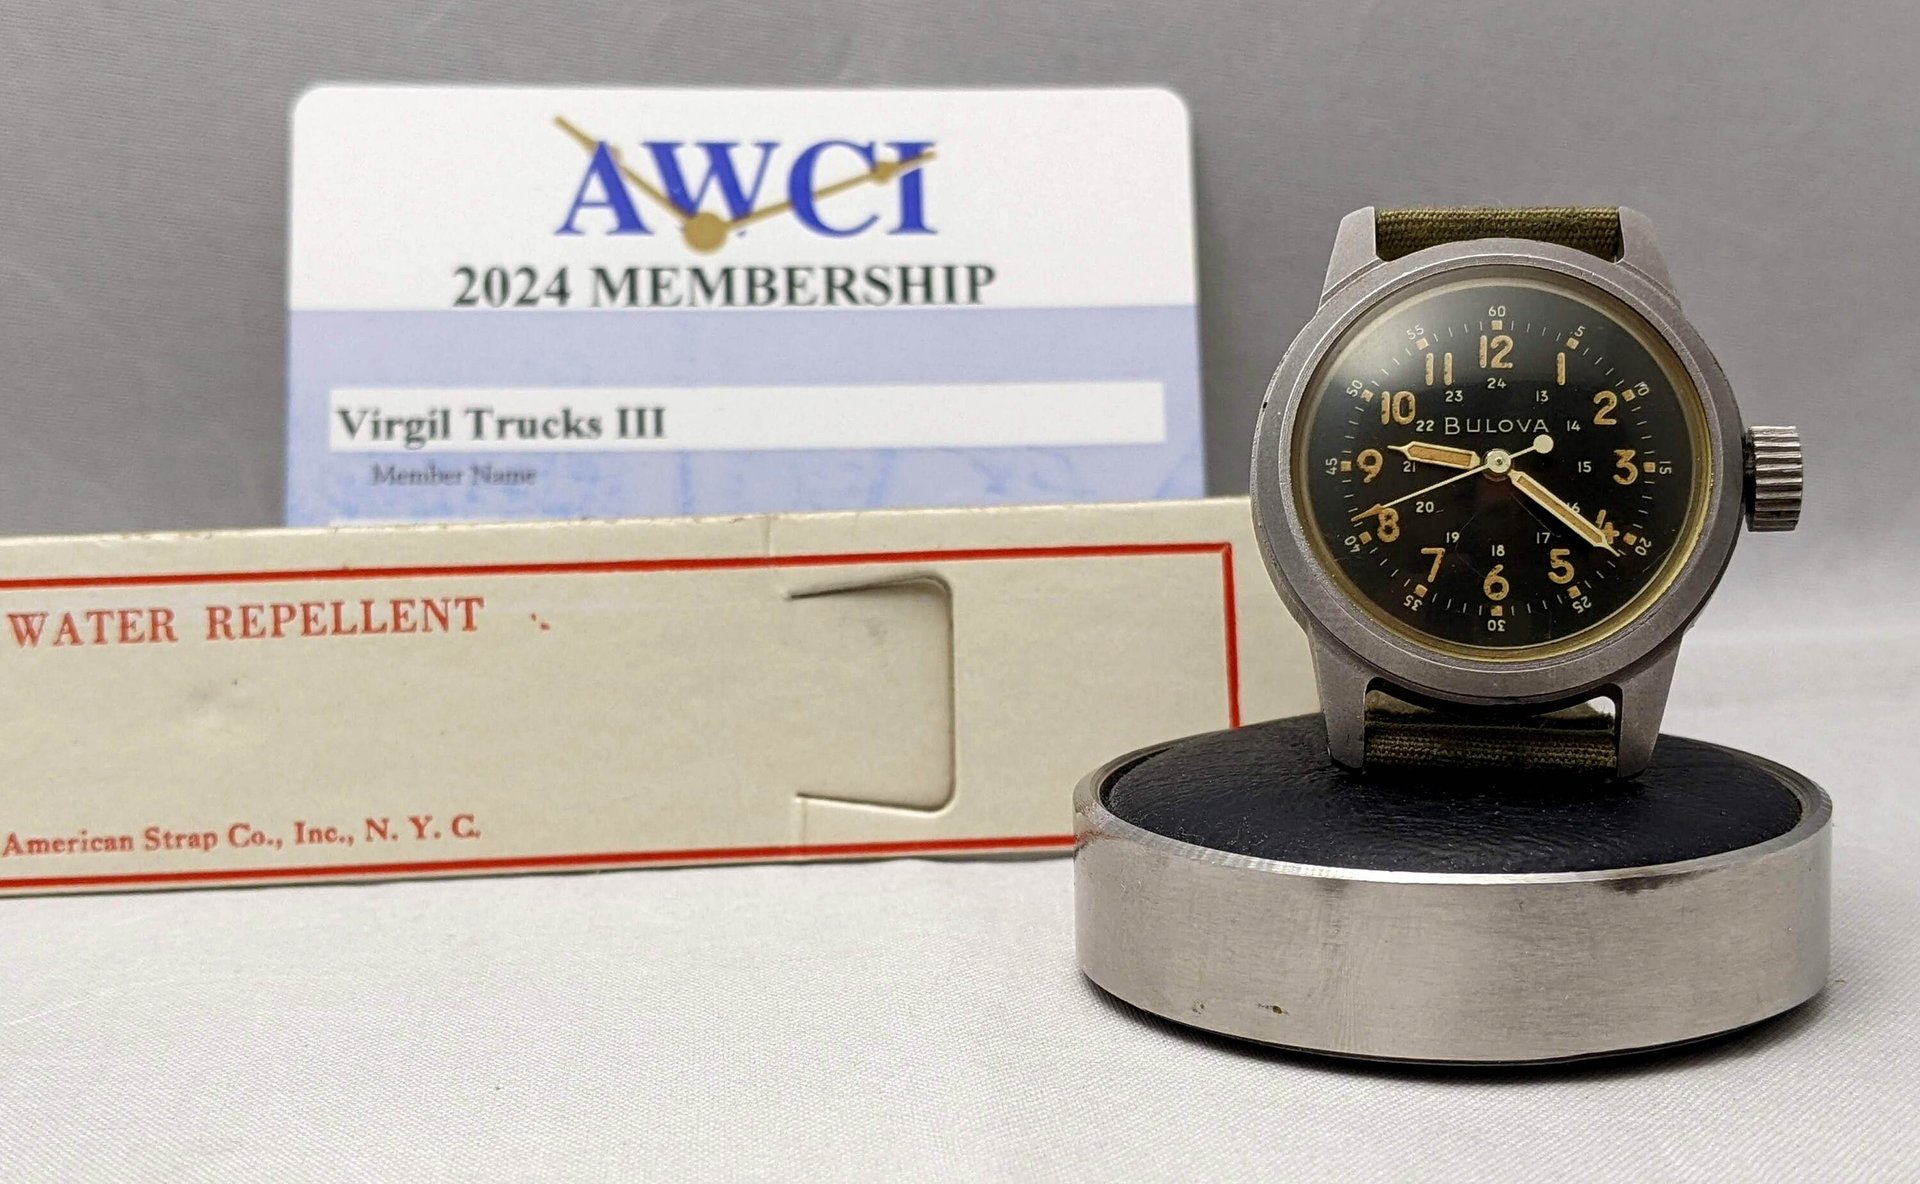 AWCI
2024 MEMBERSHIP
Virgil Trucks III
Member Name
WATER REPELLENT
American Strap Co., Inc., N. Y. C.
60
55 5
12
11 1
24
50 23 13 10
10 2
22 BULOVA 14
45 9 21 15 3 15
20 16
8 4
40 19 17 20
18
7 5
6
35 25
30